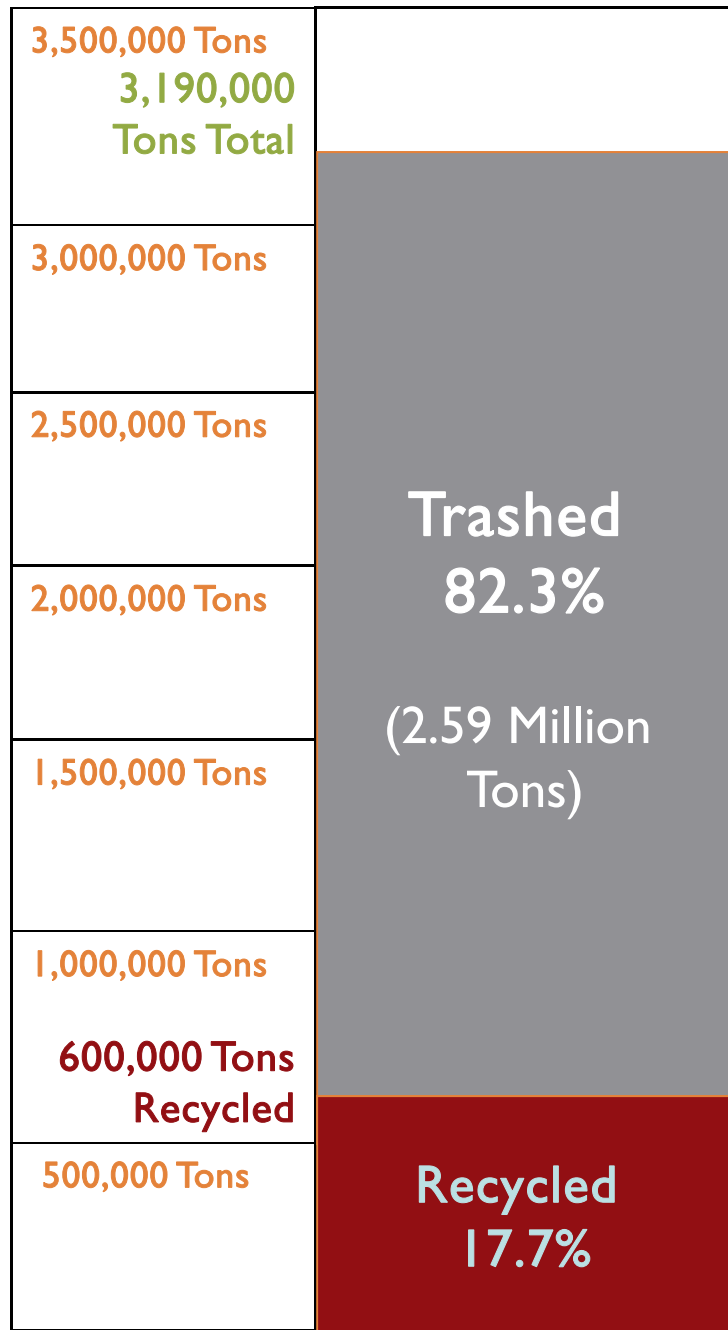 3,500,000 Tons
3,190,000
Tons Total
3,000,000 Tons
2,500,000 Tons
2,000,000 Tons
1,500,000 Tons
1,000,000 Tons
600,000 Tons
Recycled
500,000 Tons
Trashed
82.3%
(2.59 Million
Tons)
Recycled
17.7%